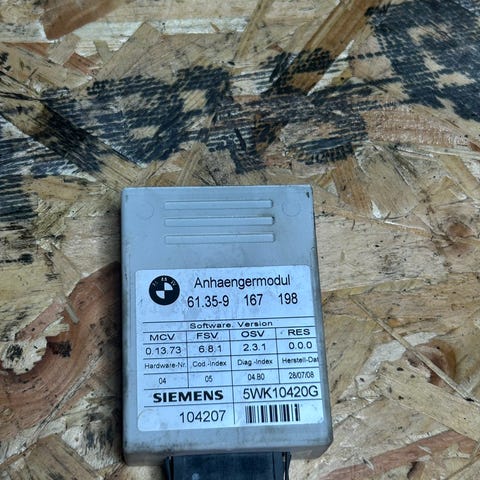 BMW
Anhaengermodul
61.35-9 167 198
Software. Version
MCV FSV OSV RES
0.13.73 6.8.1 2.3.1 0.0.0
Hardware-Nr. Cod.-Index Diag.-Index Herstell-Dat
04 05 04.B0 28/07/08
SIEMENS 5WK10420G
104207